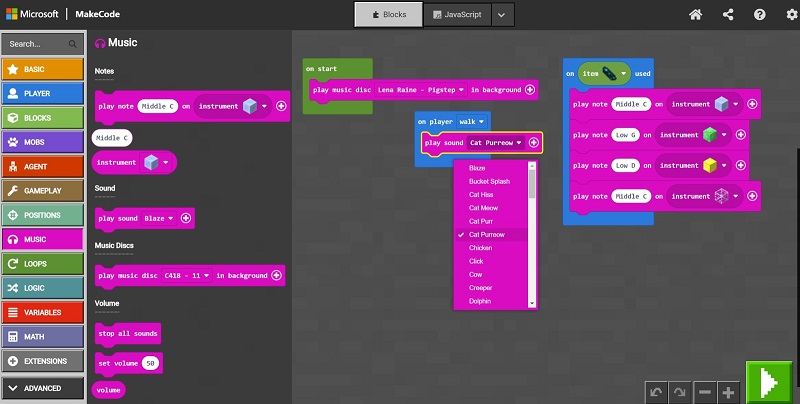 Microsoft | MakeCode
Blocks
JavaScript
Search...
BASIC
PLAYER
BLOCKS
MOBS
AGENT
GAMEPLAY
POSITIONS
MUSIC
LOOPS
LOGIC
VARIABLES
MATH
EXTENSIONS
ADVANCED
Music
Notes
play note Middle C on instrument
Middle C
instrument
Sound
play sound Blaze
Music Discs
play music disc C418 - 11 in background
Volume
stop all sounds
set volume 50
volume
on start
play music disc Lena Raine - Pigstep in background
on player walk
play sound Cat Purreow
Blaze
Bucket Splash
Cat Hiss
Cat Meow
Cat Purr
Cat Purreow
Chicken
Click
Cow
Creeper
Dolphin
on item used
play note Middle C on instrument
play note Low G on instrument
play note Low D on instrument
play note Middle C on instrument